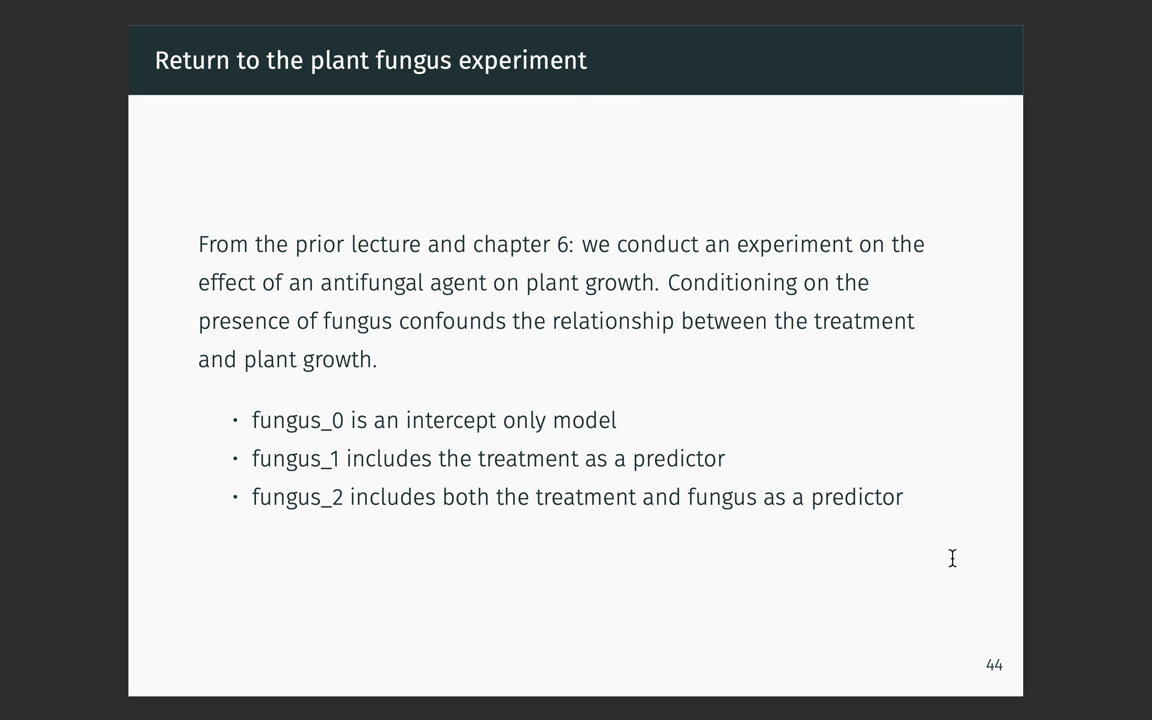 Return to the plant fungus experiment
From the prior lecture and chapter 6: we conduct an experiment on the
effect of an antifungal agent on plant growth. Conditioning on the
presence of fungus confounds the relationship between the treatment
and plant growth.
• fungus_0 is an intercept only model
• fungus_1 includes the treatment as a predictor
• fungus_2 includes both the treatment and fungus as a predictor
44